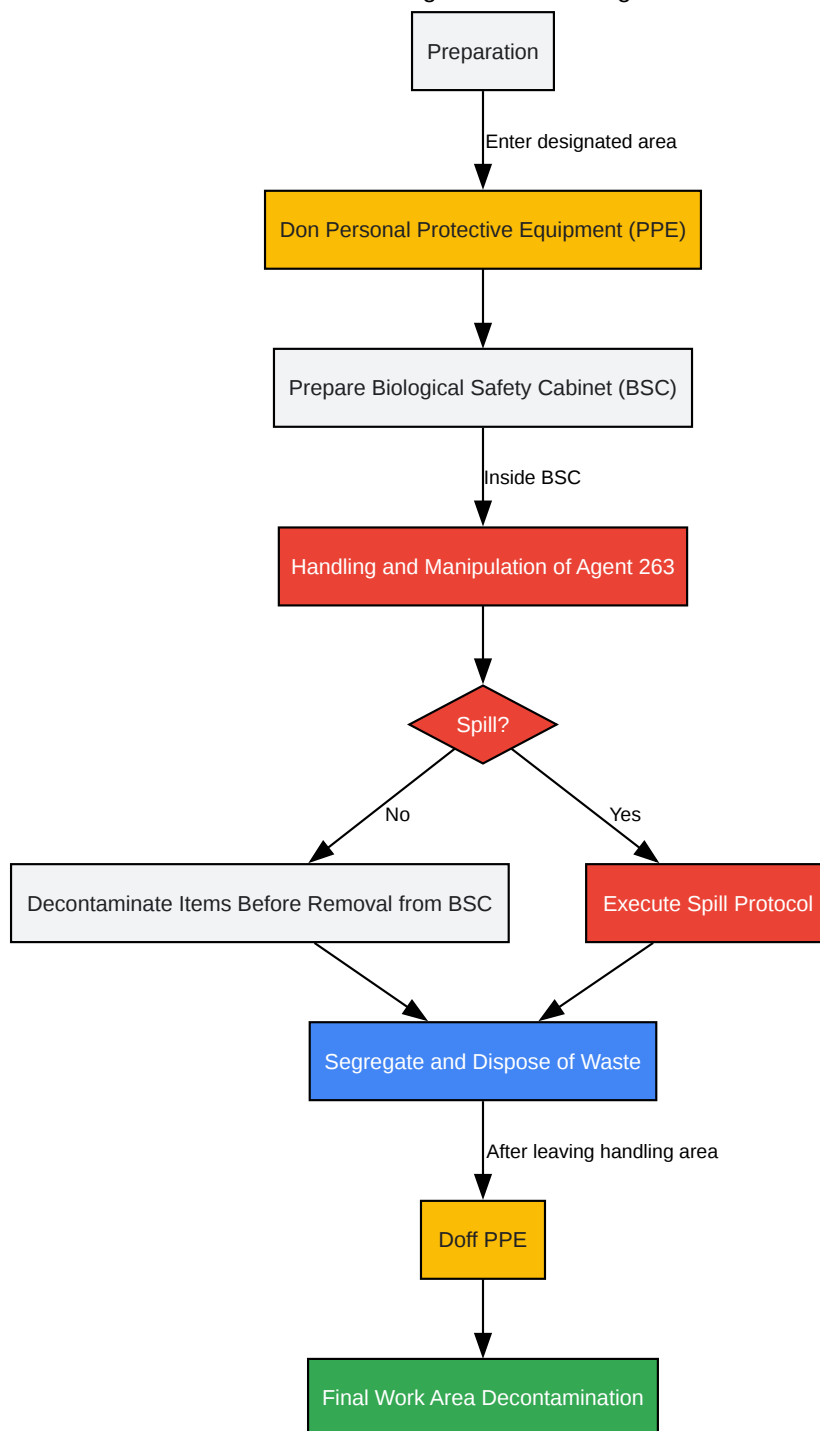 Preparation
Enter designated area
Don Personal Protective Equipment (PPE)
Prepare Biological Safety Cabinet (BSC)
Inside BSC
Handling and Manipulation of Agent 263
Spill?
No
Yes
Decontaminate Items Before Removal from BSC
Execute Spill Protocol
Segregate and Dispose of Waste
After leaving handling area
Doff PPE
Final Work Area Decontamination